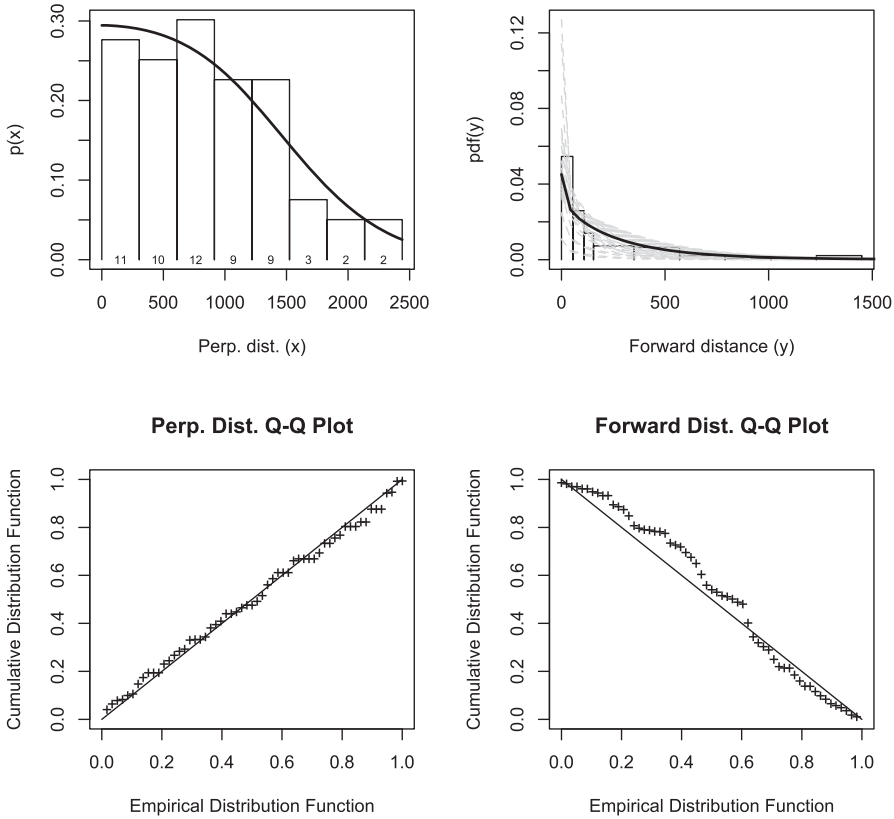 0.30
0.20
0.10
0.00
p(x)
11 10 12 9 9 3 2 2
0 500 1000 1500 2000 2500
Perp. dist. (x)
0.12
0.08
0.04
0.00
pdf(y)
0 500 1000 1500
Forward distance (y)
Perp. Dist. Q-Q Plot
1.0
0.8
0.6
0.4
0.2
0.0
Cumulative Distribution Function
0.0 0.2 0.4 0.6 0.8 1.0
Empirical Distribution Function
Forward Dist. Q-Q Plot
1.0
0.8
0.6
0.4
0.2
0.0
Cumulative Distribution Function
0.0 0.2 0.4 0.6 0.8 1.0
Empirical Distribution Function